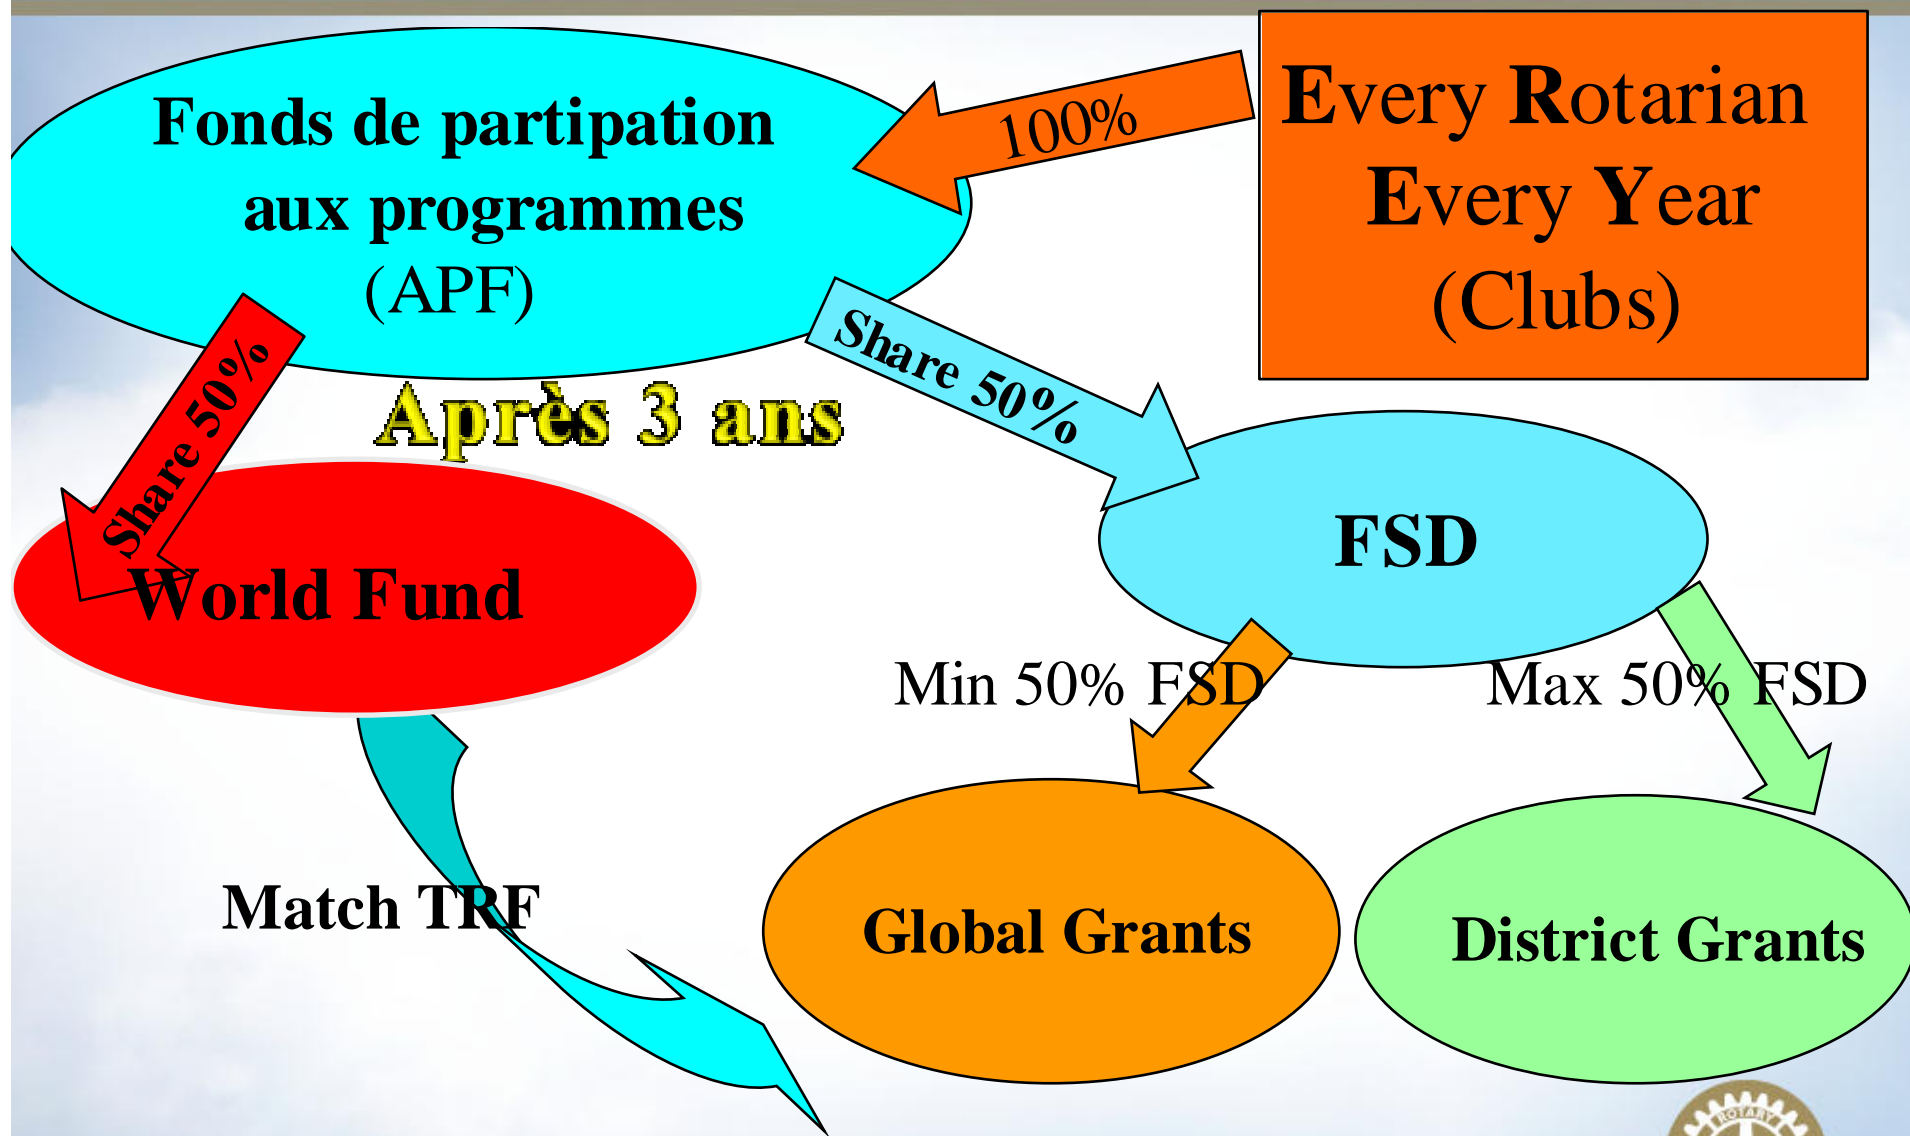 Fonds de partipation
aux programmes
(APF)
100%
Every Rotarian
Every Year
(Clubs)
Share 50%
Share 50%
Après 3 ans
World Fund
FSD
Min 50% FSD
Max 50% FSD
Match TRF
Global Grants
District Grants
ROTARY